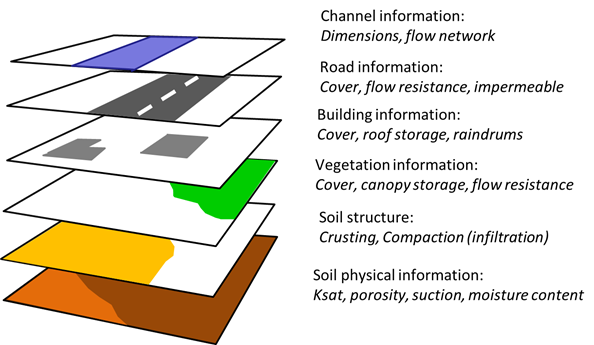 Channel information:
Dimensions, flow network
Road information:
Cover, flow resistance, impermeable
Building information:
Cover, roof storage, raindrums
Vegetation information:
Cover, canopy storage, flow resistance
Soil structure:
Crusting, Compaction (infiltration)
Soil physical information:
Ksat, porosity, suction, moisture content